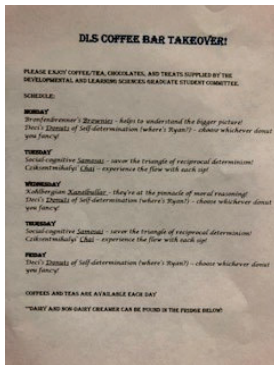 DLS COFFEE BAR TAKEOVER!
PLEASE ENJOY COFFEE/TEA, CHOCOLATES, AND TREATS SUPPLIED BY THE
DEVELOPMENTAL AND LEARNING SCIENCES GRADUATE STUDENT COMMITTEE.
SCHEDULE:
MONDAY
Bronfenbrenner's Brownies – helps to understand the bigger picture!
Deci's Donuts of Self-determination (where's Ryan?) – choose whichever donut
you fancy!
TUESDAY
Social-cognitive Samosas – savor the triangle of reciprocal determinism!
Csikszentmihalyi' Chai – experience the flow with each sip!
WEDNESDAY
'Kohlbergian Kanelbullar – they're at the pinnacle of moral reasoning!
Deci's Donuts of Self-determination (where's Ryan?) – choose whichever donut
you fancy!
THURSDAY
Social-cognitive Samosas – savor the triangle of reciprocal determinism!
Csikszentmihalyi' Chai – experience the flow with each sip!
FRIDAY
'Deci's Donuts of Self-determination (where's Ryan?) – choose whichever donut
you fancy!
COFFEES AND TEAS ARE AVAILABLE EACH DAY
**DAIRY AND NON-DAIRY CREAMER CAN BE FOUND IN THE FRIDGE BELOW!